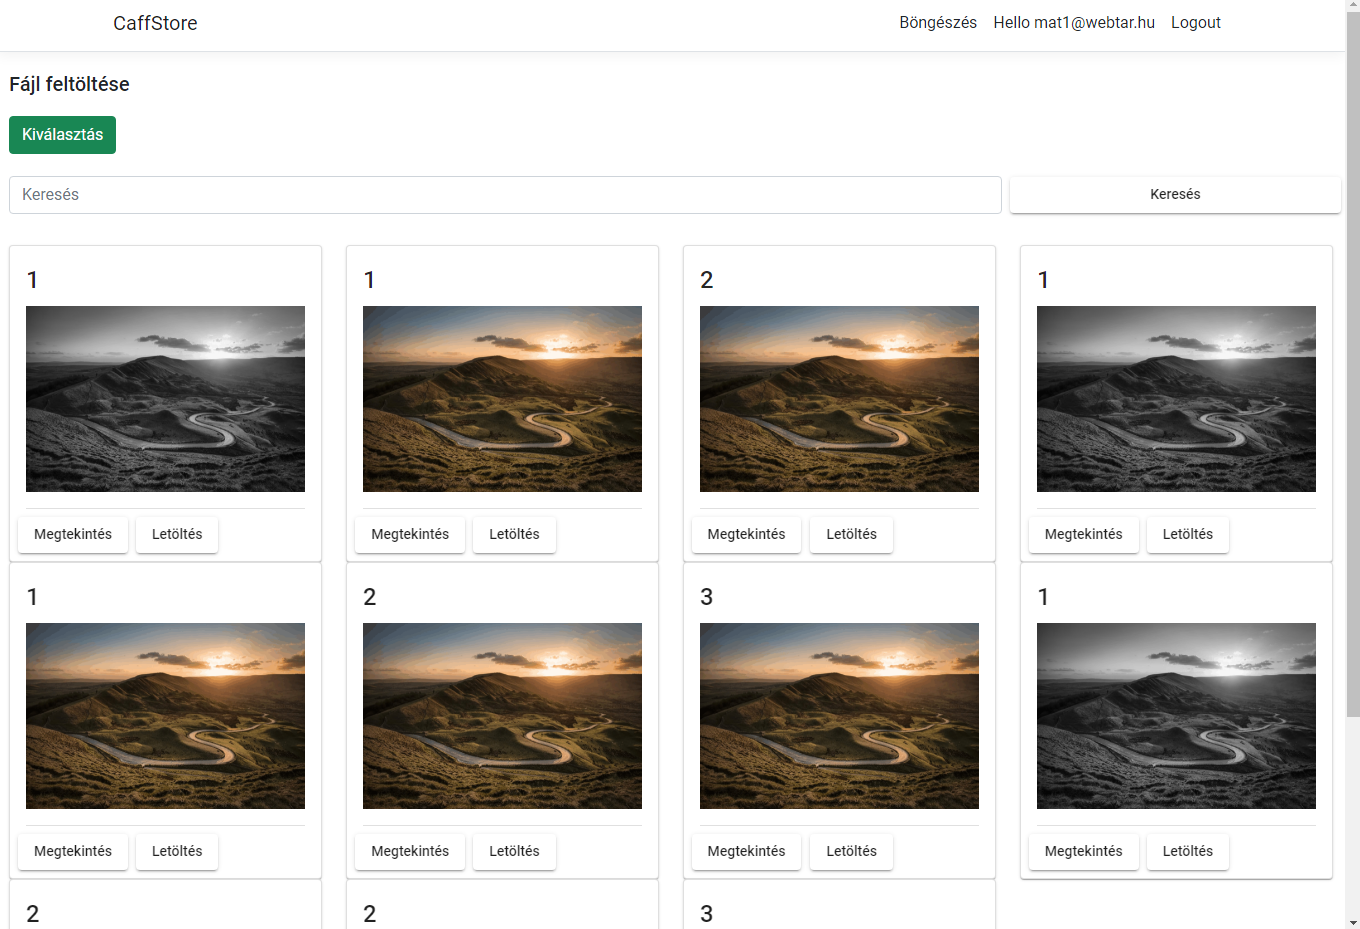 CaffStore Böngészés Hello mat1@webtar.hu Logout
Fájl feltöltése
Kiválasztás
Keresés Keresés
1 1 2 1
Megtekintés Letöltés Megtekintés Letöltés Megtekintés Letöltés Megtekintés Letöltés
1 2 3 1
Megtekintés Letöltés Megtekintés Letöltés Megtekintés Letöltés Megtekintés Letöltés
2 2 3